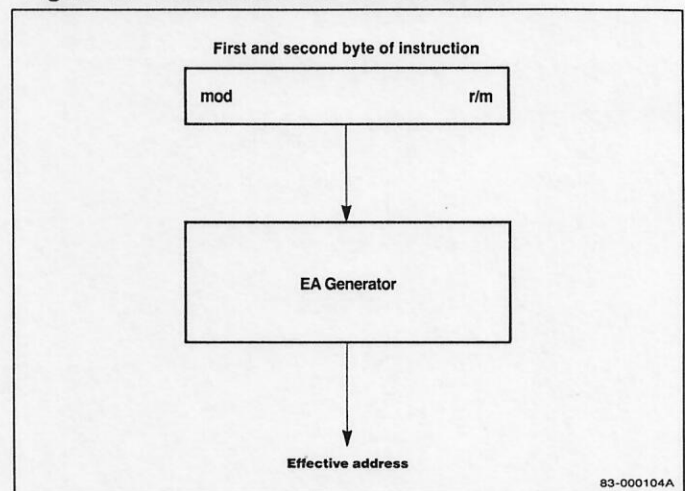 First and second byte of instruction
mod r/m
EA Generator
Effective address
83-000104A